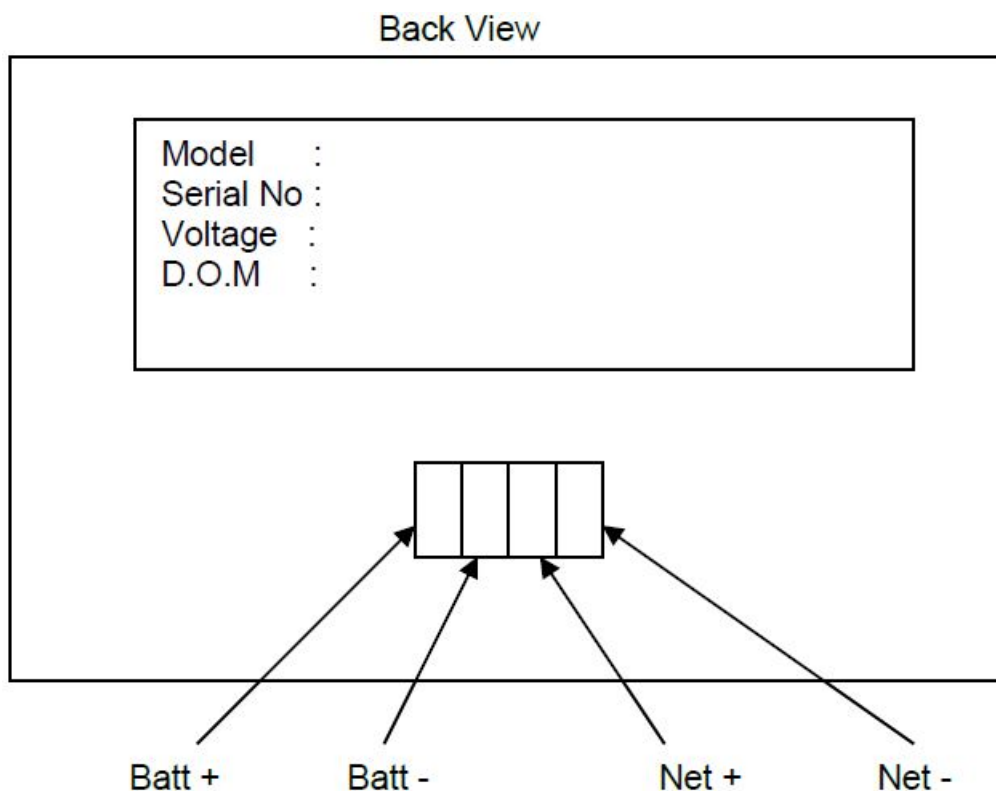 Back View
Model :
Serial No :
Voltage :
D.O.M :
Batt + Batt - Net + Net -